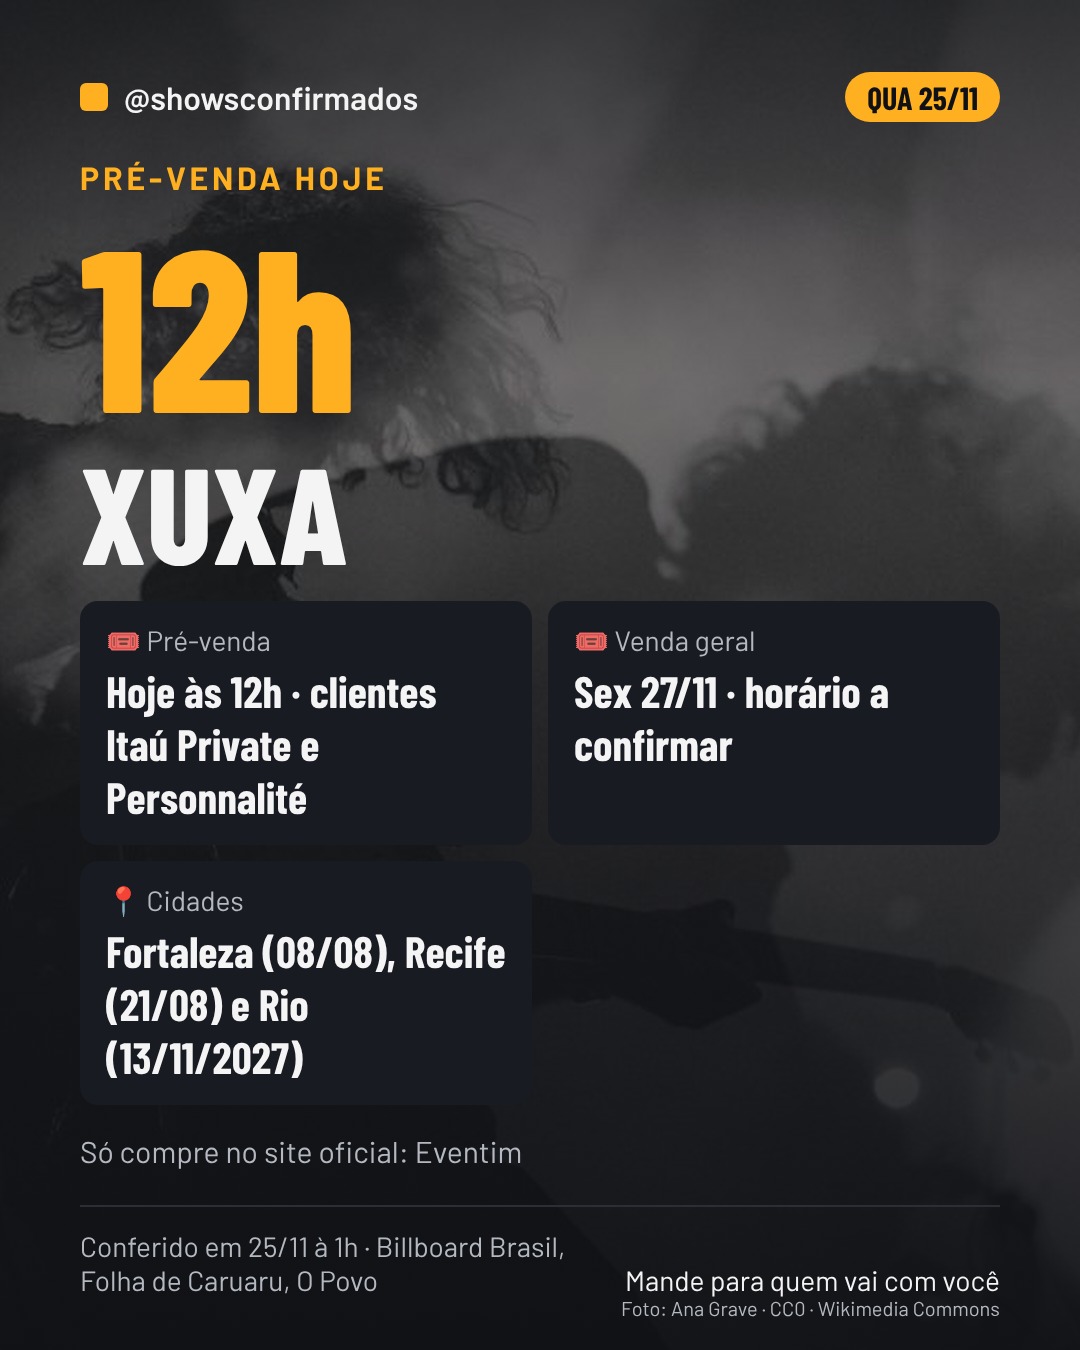 @showsconfirmados
QUA 25/11
PRÉ-VENDA HOJE
12h
XUXA
🎟️ Pré-venda
Hoje às 12h · clientes
Itaú Private e
Personnalité
🎟️ Venda geral
Sex 27/11 · horário a
confirmar
📍 Cidades
Fortaleza (08/08), Recife
(21/08) e Rio
(13/11/2027)
Só compre no site oficial: Eventim
Conferido em 25/11 à 1h · Billboard Brasil,
Folha de Caruaru, O Povo
Mande para quem vai com você
Foto: Ana Grave · CC0 · Wikimedia Commons